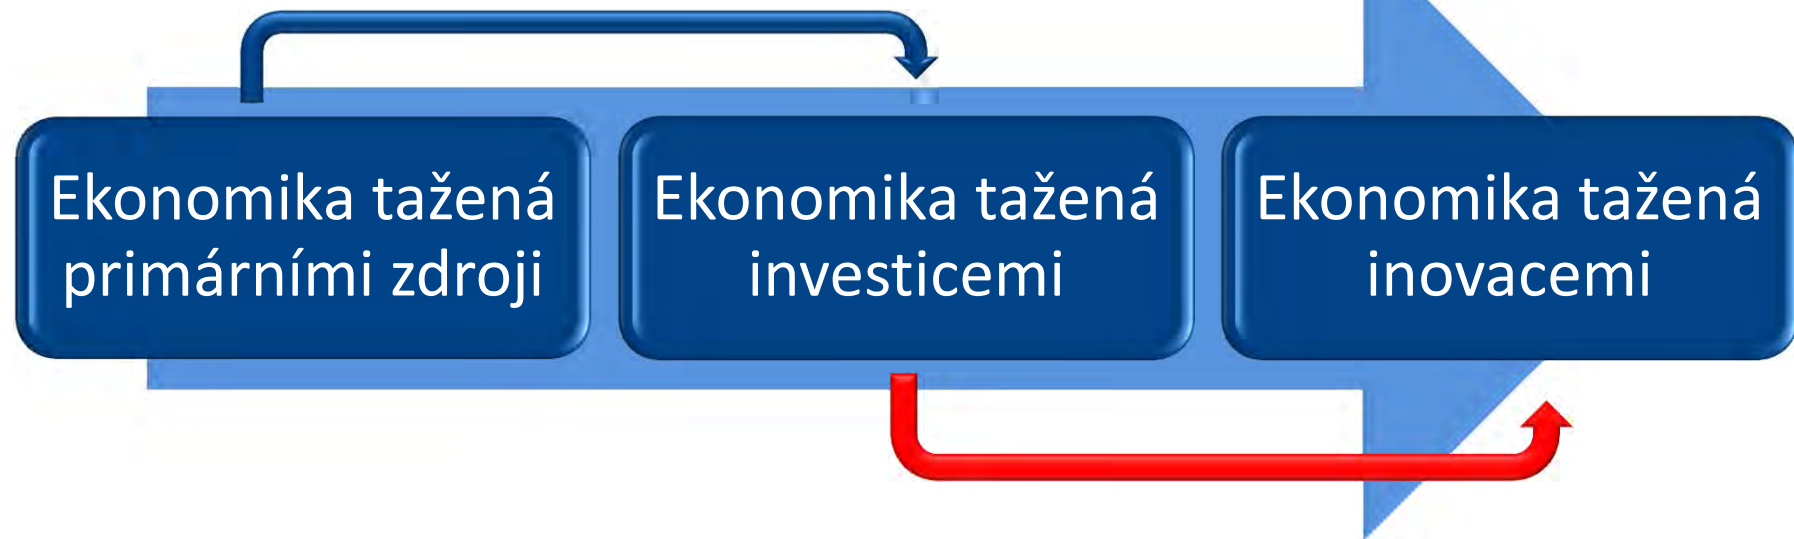 Ekonomika tažená
primárními zdroji
Ekonomika tažená
investicemi
Ekonomika tažená
inovacemi